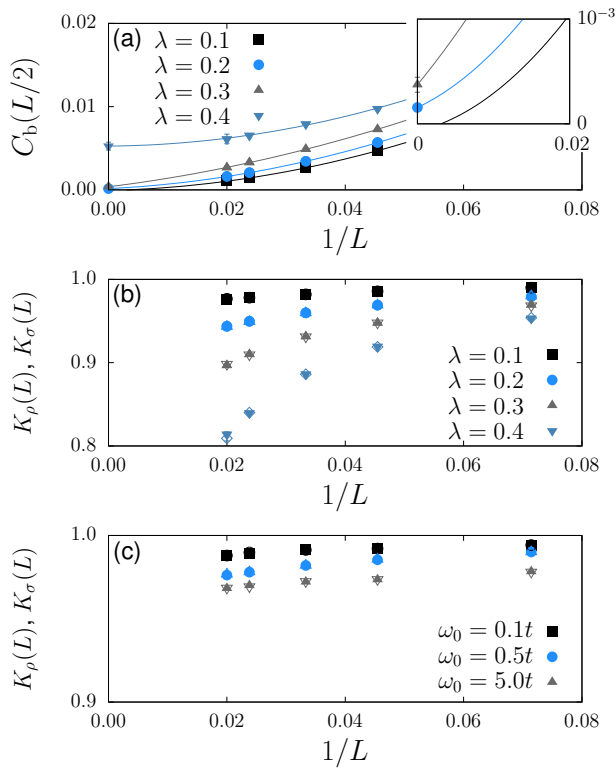 (a)
0.02
0.01
0.00
C_b(L/2)
λ = 0.1
λ = 0.2
λ = 0.3
λ = 0.4
10⁻³
0
0
0.02
0.00 0.02 0.04 0.06 0.08
1/L
(b)
1.0
0.9
0.8
K_ρ(L), K_σ(L)
λ = 0.1
λ = 0.2
λ = 0.3
λ = 0.4
0.00 0.02 0.04 0.06 0.08
1/L
(c)
1.0
0.9
K_ρ(L), K_σ(L)
ω₀ = 0.1t
ω₀ = 0.5t
ω₀ = 5.0t
0.00 0.02 0.04 0.06 0.08
1/L